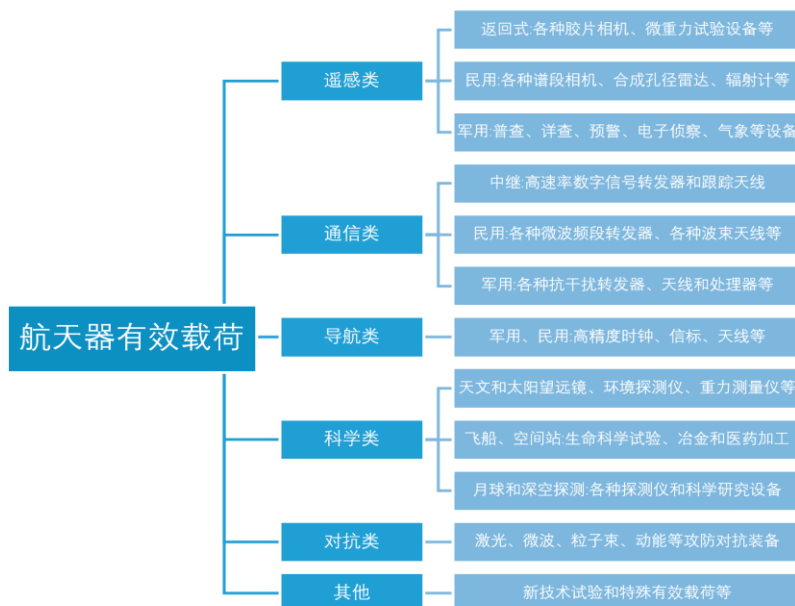 航天器有效载荷
遥感类
返回式:各种胶片相机、微重力试验设备等
民用:各种谱段相机、合成孔径雷达、辐射计等
军用:普查、详查、预警、电子侦察、气象等设备
通信类
中继:高速率数字信号转发器和跟踪天线
民用:各种微波频段转发器、各种波束天线等
军用:各种抗干扰转发器、天线和处理器等
导航类
军用、民用:高精度时钟、信标、天线等
科学类
天文和太阳望远镜、环境探测仪、重力测量仪等
飞船、空间站:生命科学试验、冶金和医药加工
月球和深空探测:各种探测仪和科学研究设备
对抗类
激光、微波、粒子束、动能等攻防对抗装备
其他
新技术试验和特殊有效载荷等